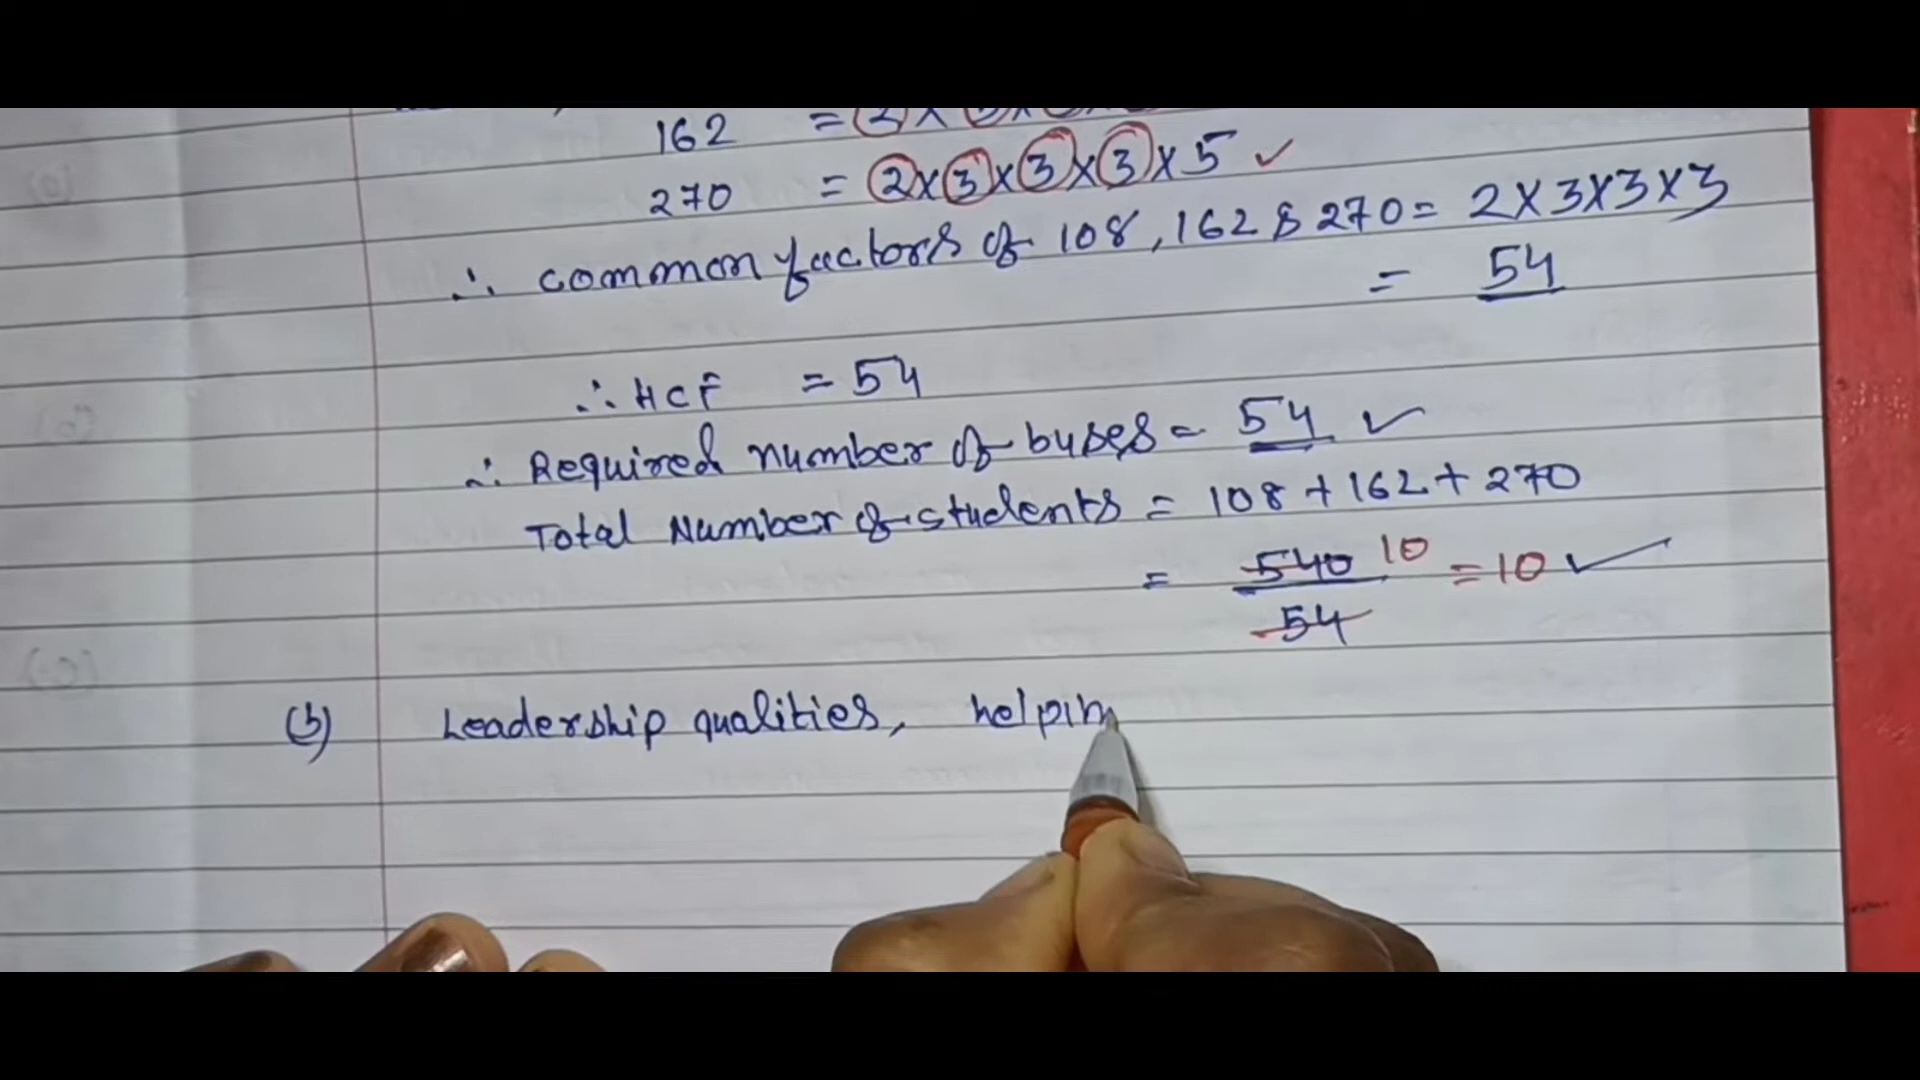 162 = 2 x
270 = 2 x 3 x 3 x 3 x 5 ✓
∴ common factors of 108, 162 & 270 = 2 x 3 x 3 x 3
= 54
∴ HCF = 54
∴ Required number of buses = 54 ✓
Total Number of students = 108 + 162 + 270
= 540 10 = 10 ✓
54
(b) Leadership qualities, helpin